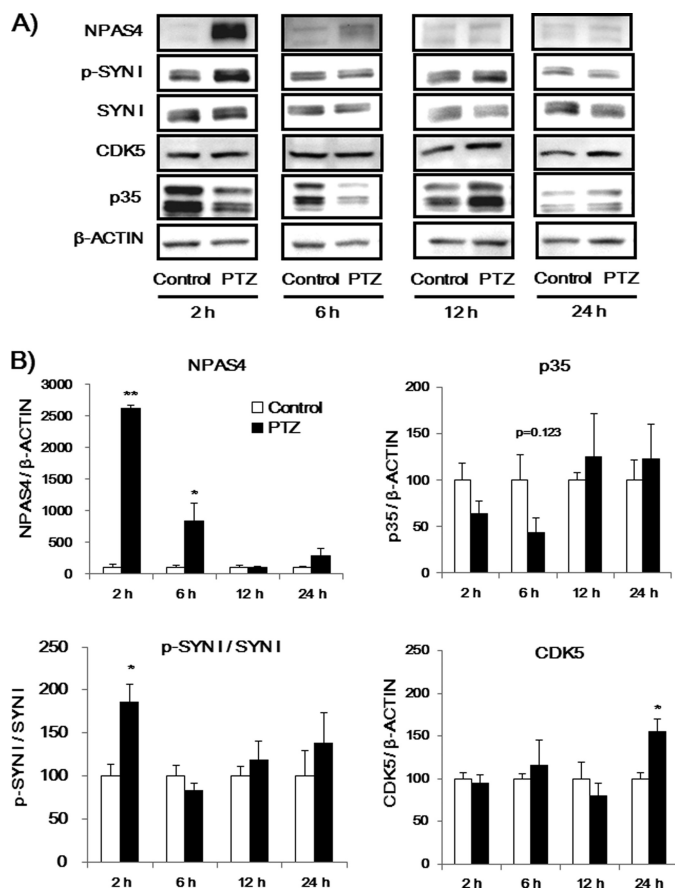 A)
NPAS4
p-SYN I
SYN I
CDK5
p35
β-ACTIN
Control PTZ Control PTZ Control PTZ Control PTZ
2 h 6 h 12 h 24 h
B)
NPAS4
NPAS4/β-ACTIN
3000
2500
2000
1500
1000
500
0
**
*
Control
PTZ
2 h 6 h 12 h 24 h
p35
p35/β-ACTIN
200
150
100
50
0
p=0.123
2 h 6 h 12 h 24 h
p-SYN I / SYN I
p-SYN I / SYN I
250
200
150
100
50
0
*
2 h 6 h 12 h 24 h
CDK5
CDK5/β-ACTIN
250
200
150
100
50
0
*
2 h 6 h 12 h 24 h